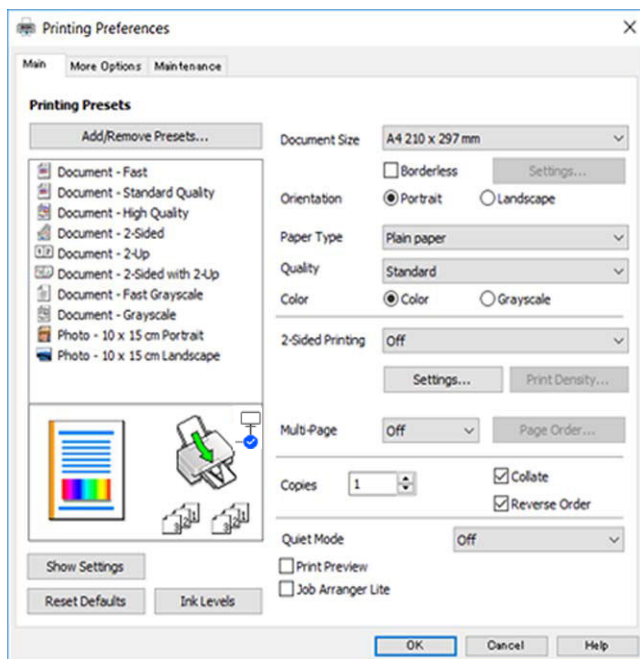 Printing Preferences
Main More Options Maintenance
Printing Presets
Add/Remove Presets...
Document - Fast
Document - Standard Quality
Document - High Quality
Document - 2-Sided
Document - 2-Up
Document - 2-Sided with 2-Up
Document - Fast Grayscale
Document - Grayscale
Photo - 10 x 15 cm Portrait
Photo - 10 x 15 cm Landscape
Show Settings
Reset Defaults Ink Levels
Document Size A4 210 x 297 mm
Borderless Settings...
Orientation Portrait Landscape
Paper Type Plain paper
Quality Standard
Color Color Grayscale
2-Sided Printing Off
Settings... Print Density...
Multi-Page Off Page Order...
Copies 1 Collate
Reverse Order
Quiet Mode Off
Print Preview
Job Arranger Lite
OK Cancel Help